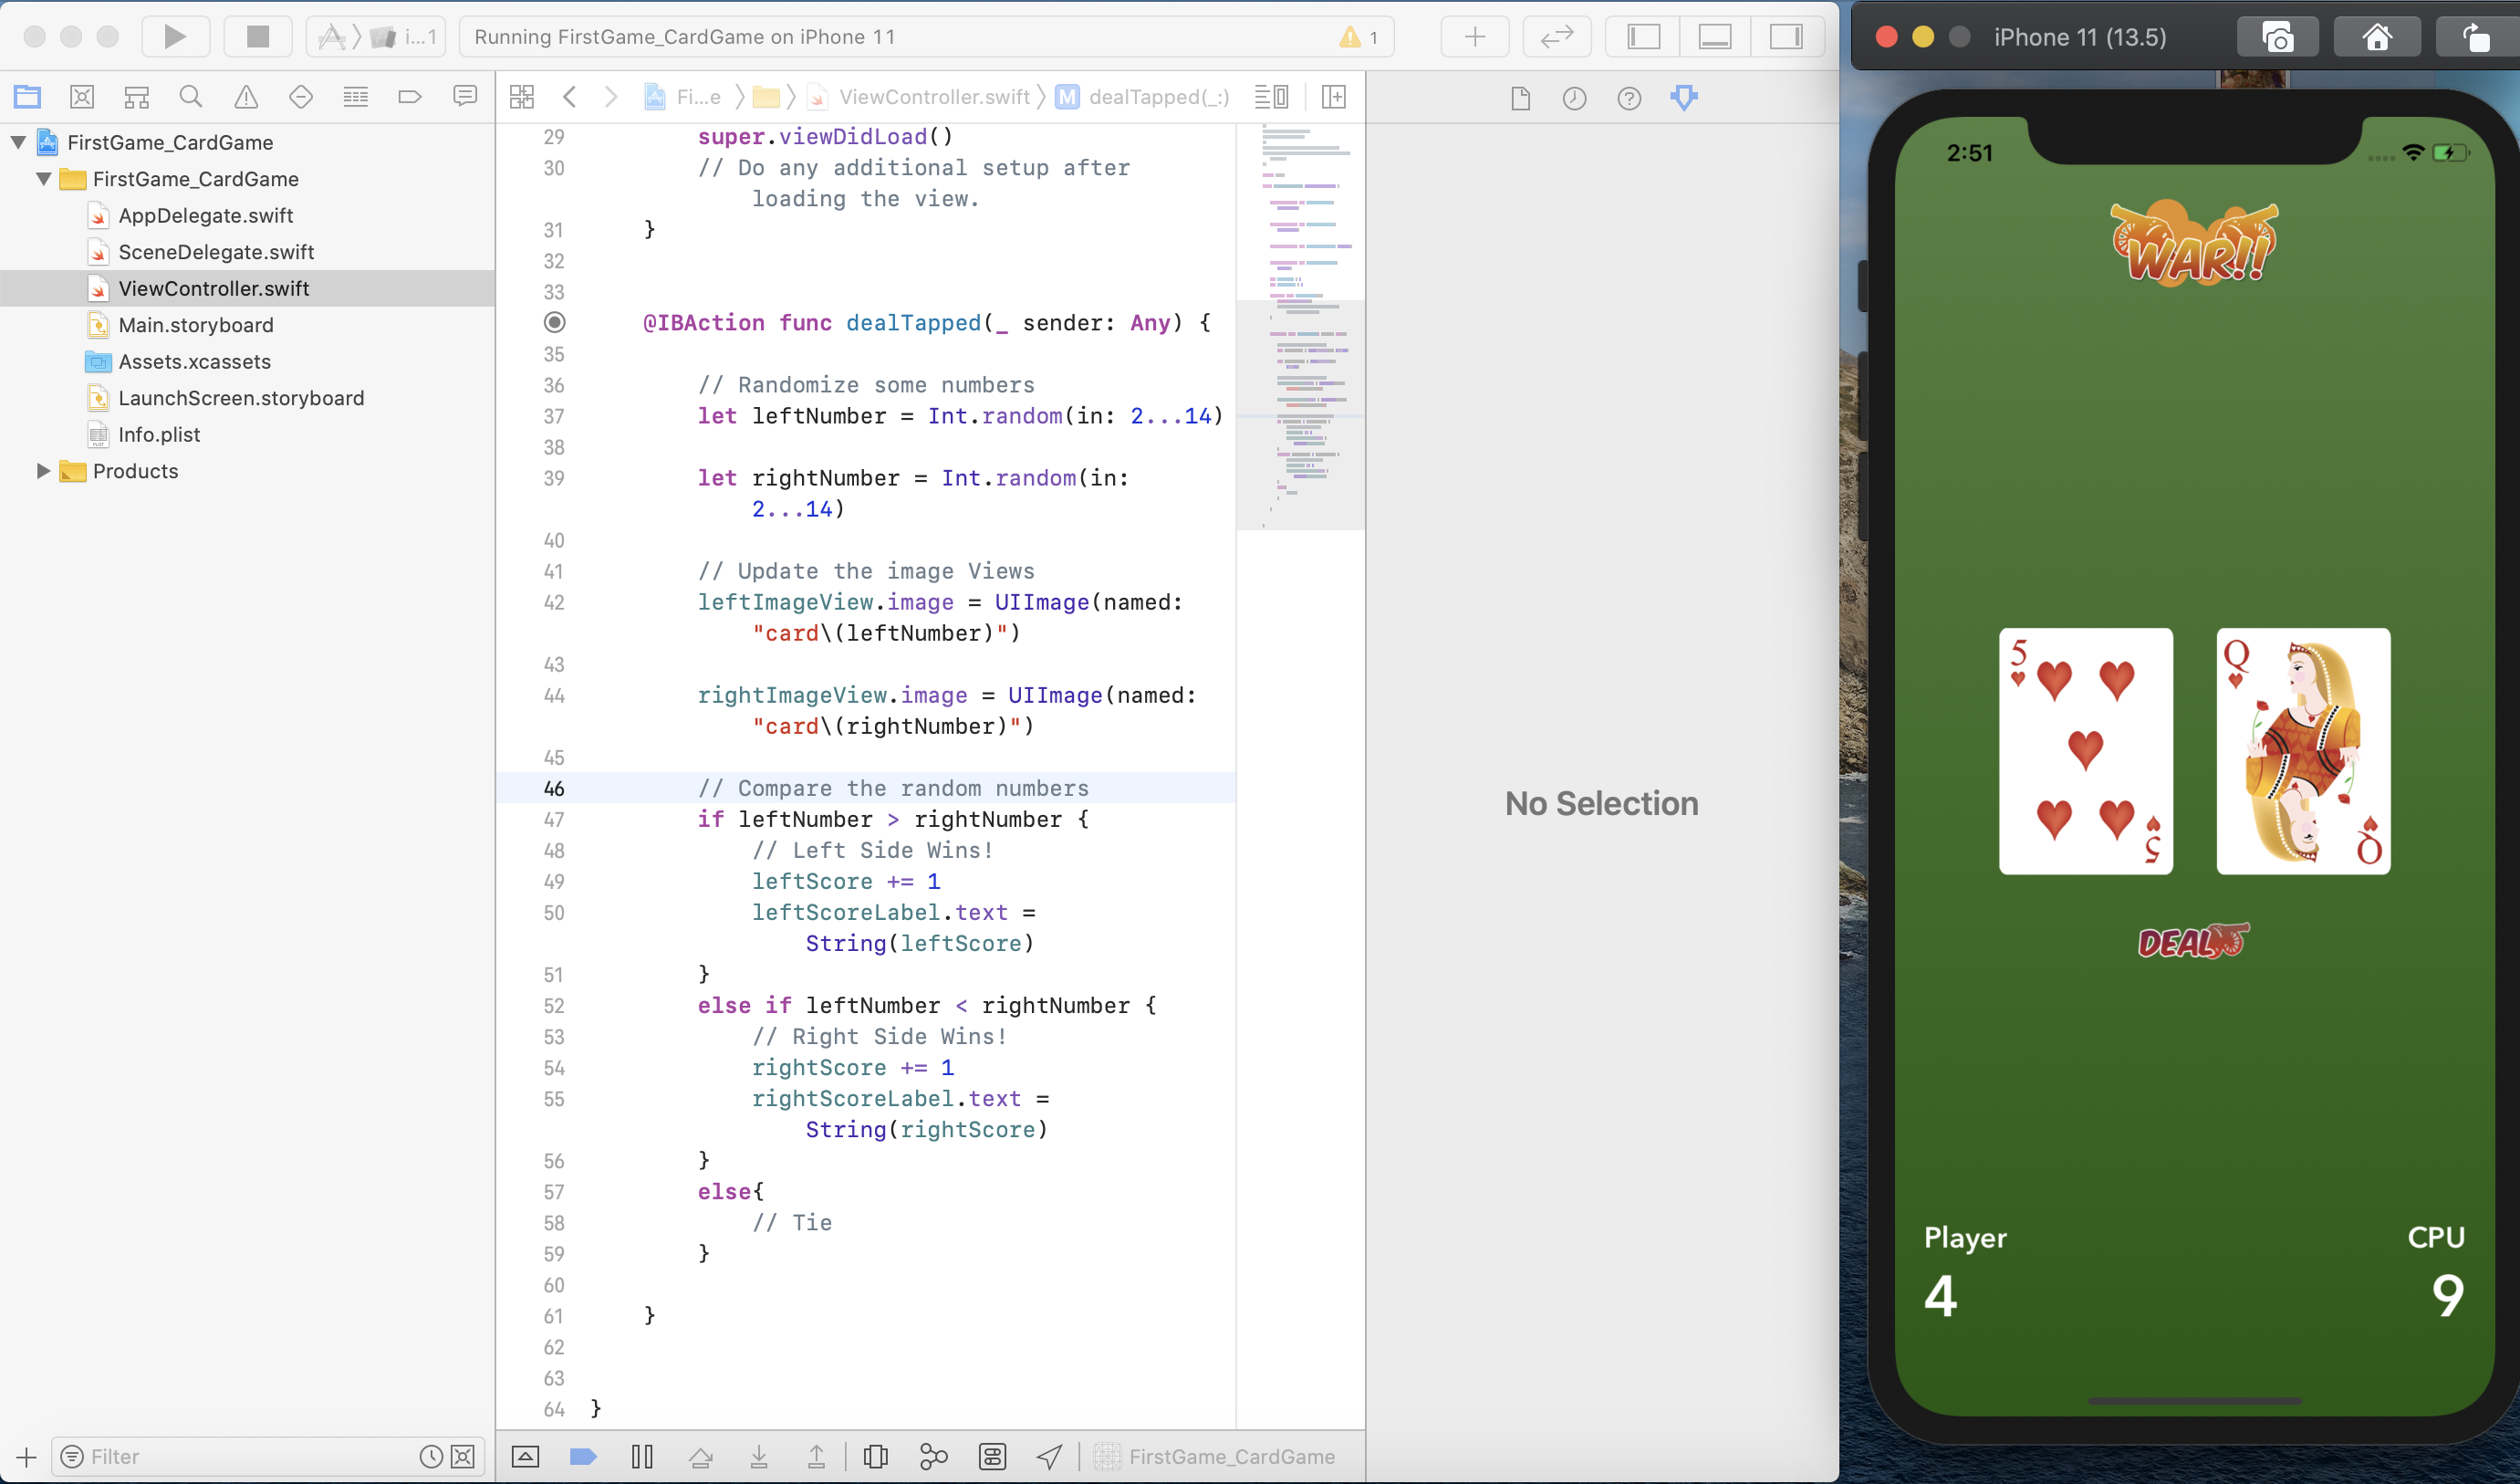 i...1
Running FirstGame_CardGame on iPhone 11
1
iPhone 11 (13.5)
Fi...e
ViewController.swift
M
dealTapped(_:)
FirstGame_CardGame
FirstGame_CardGame
AppDelegate.swift
SceneDelegate.swift
ViewController.swift
Main.storyboard
Assets.xcassets
LaunchScreen.storyboard
Info.plist
Products
29 super.viewDidLoad()
30 // Do any additional setup after
loading the view.
31 }
32
33
@IBAction func dealTapped(_ sender: Any) {
35
36 // Randomize some numbers
37 let leftNumber = Int.random(in: 2...14)
38
39 let rightNumber = Int.random(in:
2...14)
40
41 // Update the image Views
42 leftImageView.image = UIImage(named:
"card\(leftNumber)")
43
44 rightImageView.image = UIImage(named:
"card\(rightNumber)")
45
46 // Compare the random numbers
47 if leftNumber > rightNumber {
48 // Left Side Wins!
49 leftScore += 1
50 leftScoreLabel.text =
String(leftScore)
51 }
52 else if leftNumber < rightNumber {
53 // Right Side Wins!
54 rightScore += 1
55 rightScoreLabel.text =
String(rightScore)
56 }
57 else{
58 // Tie
59 }
60
61 }
62
63
64 }
Filter
FirstGame_CardGame
No Selection
2:51
WAR!!
5
5
Q
Q
DEAL
Player
CPU
4
9